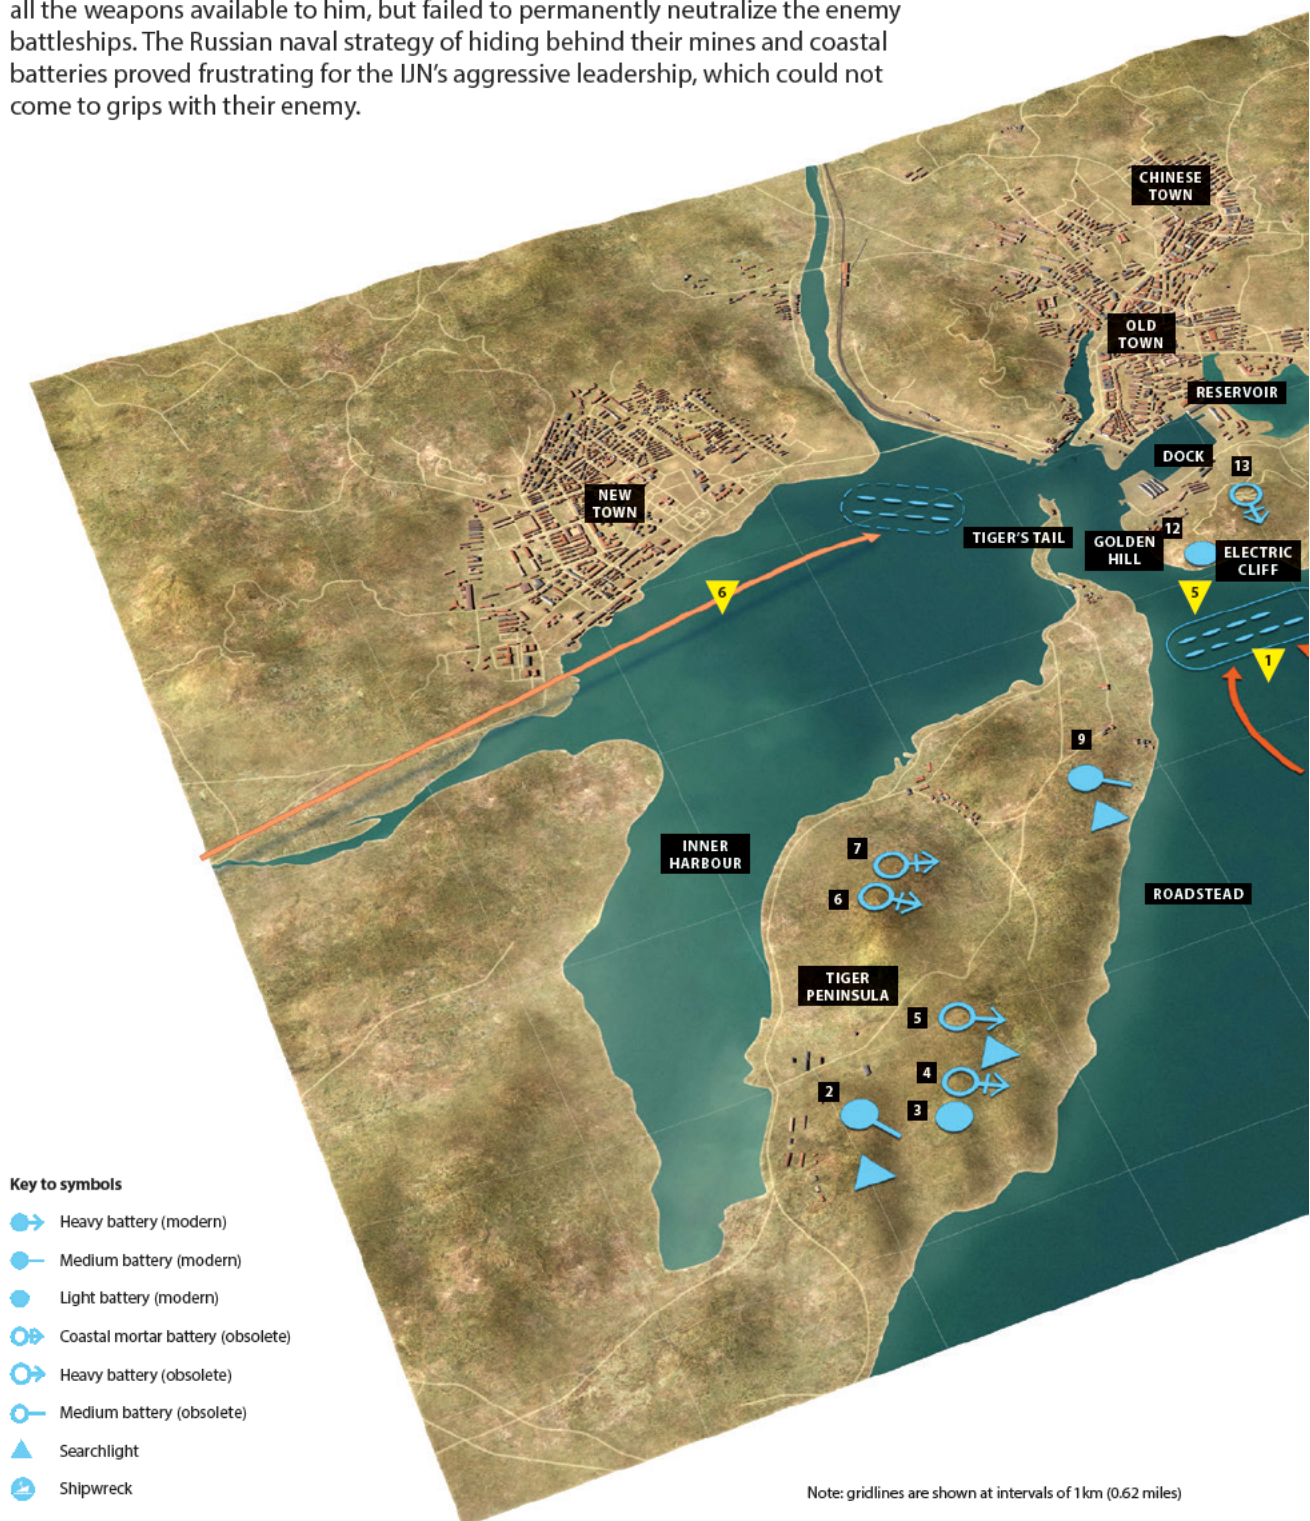 all the weapons available to him, but failed to permanently neutralize the enemy
battleships. The Russian naval strategy of hiding behind their mines and coastal
batteries proved frustrating for the IJN’s aggressive leadership, which could not
come to grips with their enemy.
CHINESE
TOWN
OLD
TOWN
RESERVOIR
DOCK
13
NEW
TOWN
TIGER’S TAIL
12
GOLDEN
HILL
ELECTRIC
CLIFF
6
5
1
9
INNER
HARBOUR
7
6
ROADSTEAD
TIGER
PENINSULA
5
4
2
3
Key to symbols
Heavy battery (modern)
Medium battery (modern)
Light battery (modern)
Coastal mortar battery (obsolete)
Heavy battery (obsolete)
Medium battery (obsolete)
Searchlight
Shipwreck
Note: gridlines are shown at intervals of 1km (0.62 miles)